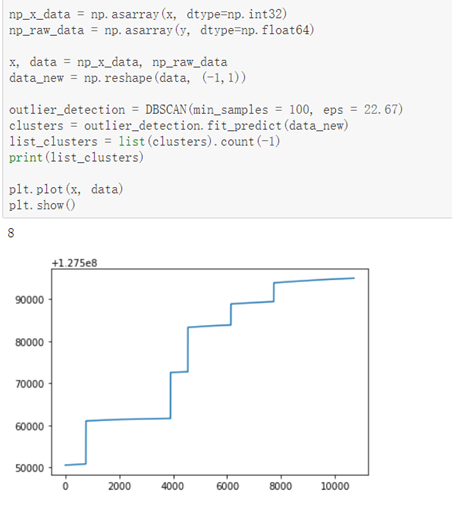 np_x_data = np.asarray(x, dtype=np.int32)
np_raw_data = np.asarray(y, dtype=np.float64)
x, data = np_x_data, np_raw_data
data_new = np.reshape(data, (-1,1))
outlier_detection = DBSCAN(min_samples = 100, eps = 22.67)
clusters = outlier_detection.fit_predict(data_new)
list_clusters = list(clusters).count(-1)
print(list_clusters)
plt.plot(x, data)
plt.show()
8
+1.275e8
90000
80000
70000
60000
50000
0 2000 4000 6000 8000 10000